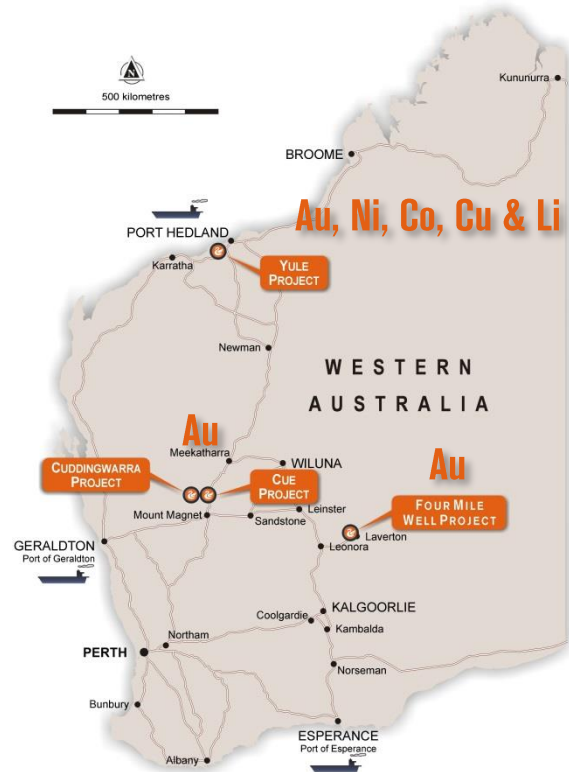 N
500 kilometres
Kununurra
BROOME
Au, Ni, Co, Cu & Li
PORT HEDLAND
Karratha
YULE
PROJECT
Newman
WESTERN
AUSTRALIA
Au
Meekatharra
WILUNA
Au
CUDDINGWARRA
PROJECT
CUE
PROJECT
Mount Magnet
Sandstone
Leinster
FOUR MILE
WELL PROJECT
Laverton
Leonora
GERALDTON
Port of Geraldton
KALGOORLIE
Coolgardie
Kambalda
Northam
PERTH
Norseman
Bunbury
ESPERANCE
Port of Esperance
Albany